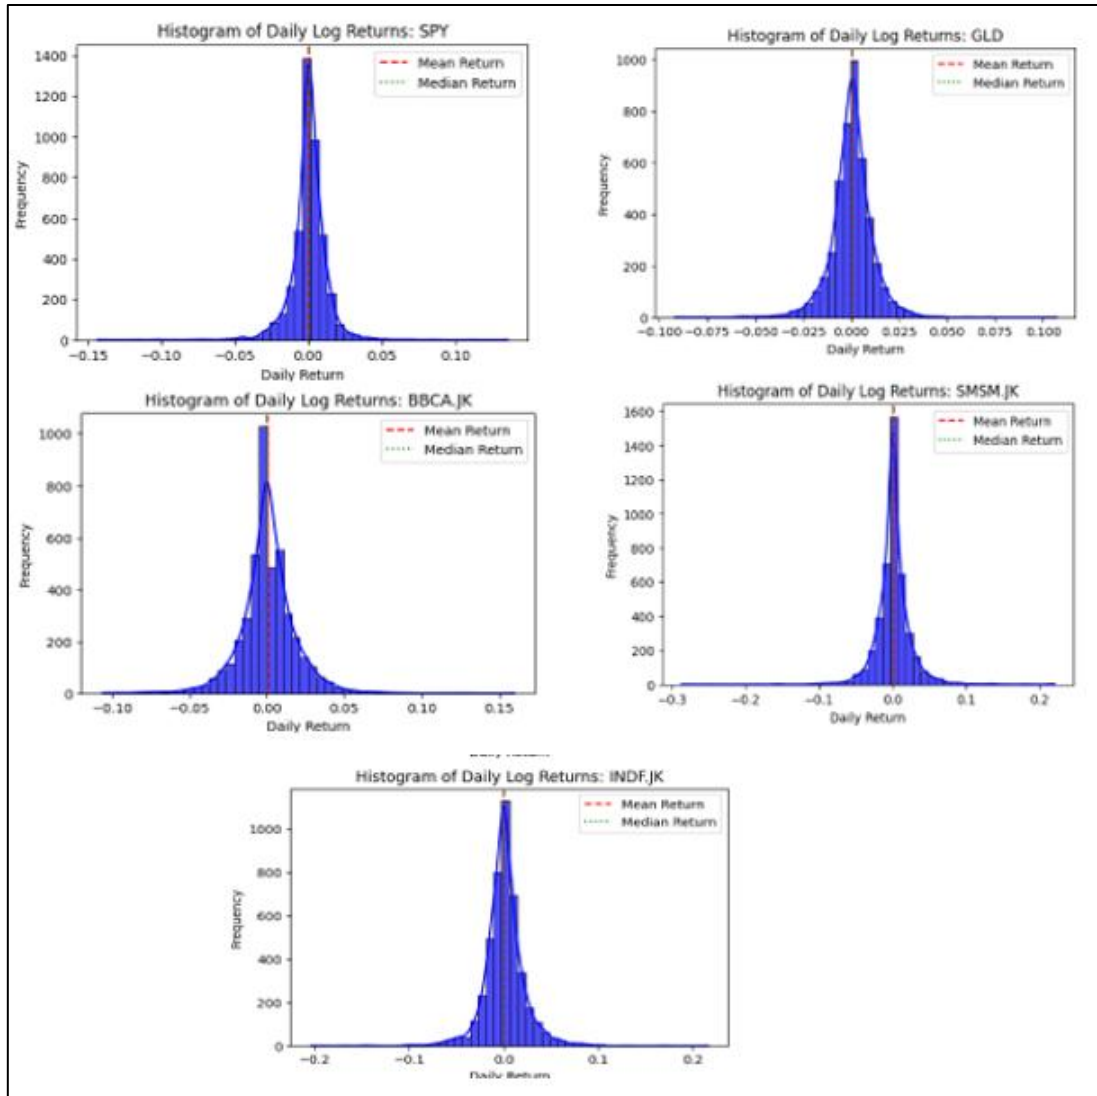 Histogram of Daily Log Returns: SPY
1400
1200
1000
800
600
400
200
0
Frequency
Mean Return
Median Return
−0.15 −0.10 −0.05 0.00 0.05 0.10
Daily Return
Histogram of Daily Log Returns: GLD
1000
800
600
400
200
0
Frequency
Mean Return
Median Return
−0.100 −0.075 −0.050 −0.025 0.000 0.025 0.050 0.075 0.100
Daily Return
Histogram of Daily Log Returns: BBCA.JK
1000
800
600
400
200
0
Frequency
Mean Return
Median Return
−0.10 −0.05 0.00 0.05 0.10 0.15
Daily Return
Histogram of Daily Log Returns: SMSM.JK
1600
1400
1200
1000
800
600
400
200
0
Frequency
Mean Return
Median Return
−0.3 −0.2 −0.1 0.0 0.1 0.2
Daily Return
Histogram of Daily Log Returns: INDF.JK
1000
800
600
400
200
0
Frequency
Mean Return
Median Return
−0.2 −0.1 0.0 0.1 0.2
Daily Return